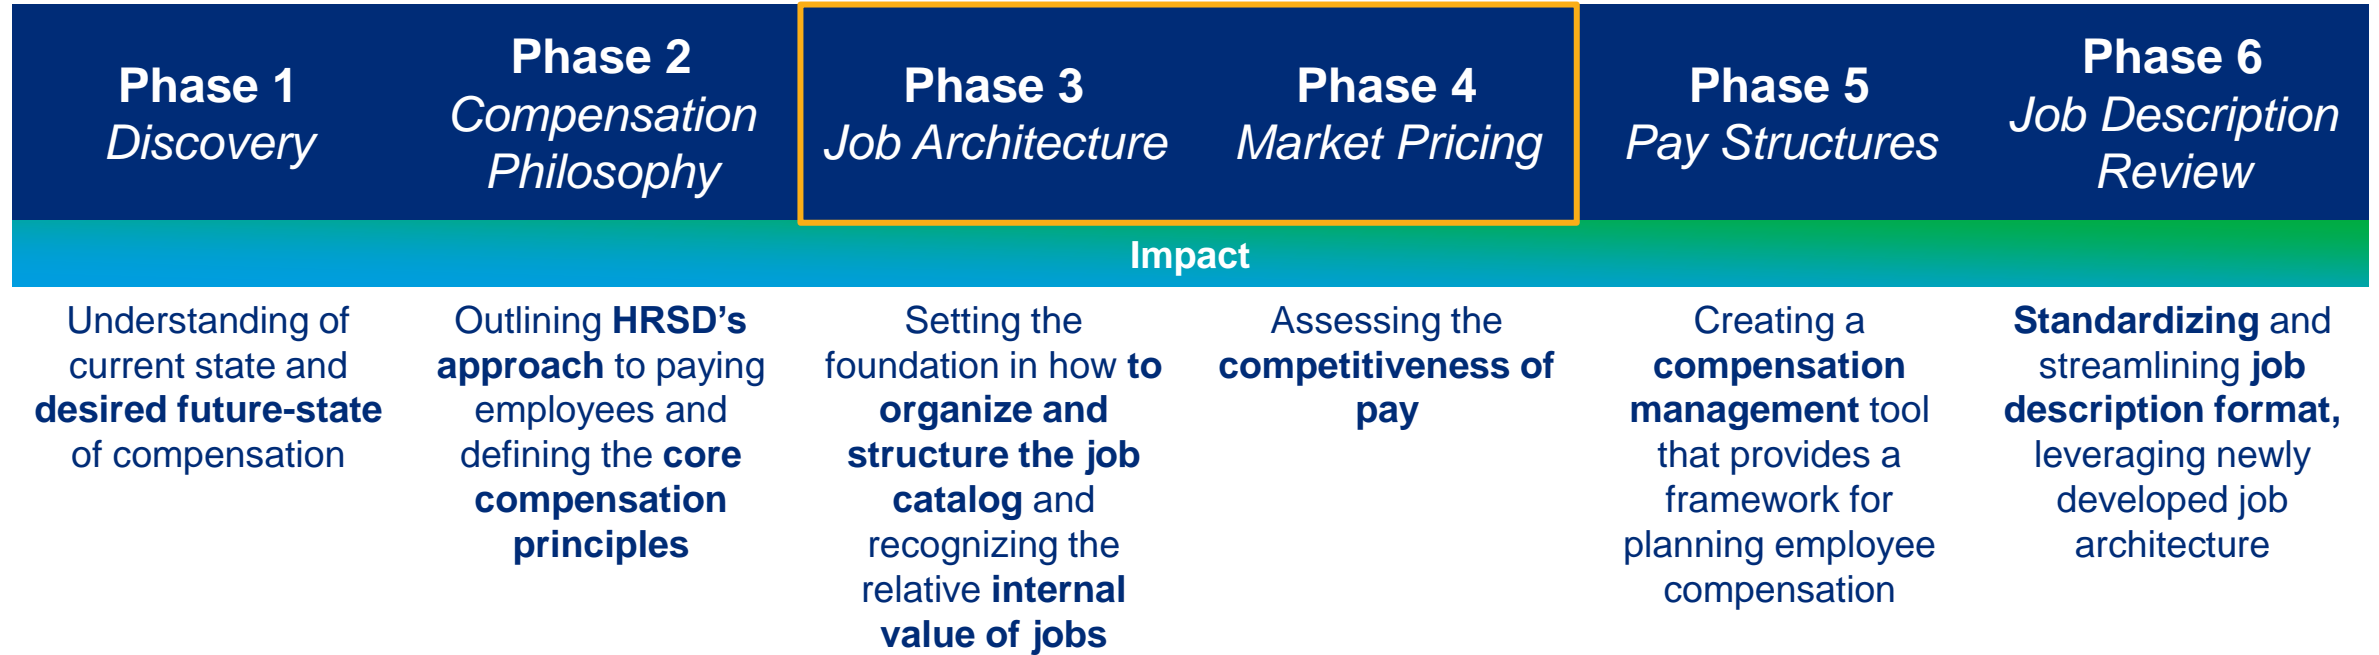 Phase 1
Discovery
Phase 2
Compensation
Philosophy
Phase 3
Job Architecture
Phase 4
Market Pricing
Phase 5
Pay Structures
Phase 6
Job Description
Review
Impact
Understanding of
current state and
desired future-state
of compensation
Outlining HRSD’s
approach to paying
employees and
defining the core
compensation
principles
Setting the
foundation in how to
organize and
structure the job
catalog and
recognizing the
relative internal
value of jobs
Assessing the
competitiveness of
pay
Creating a
compensation
management tool
that provides a
framework for
planning employee
compensation
Standardizing and
streamlining job
description format,
leveraging newly
developed job
architecture